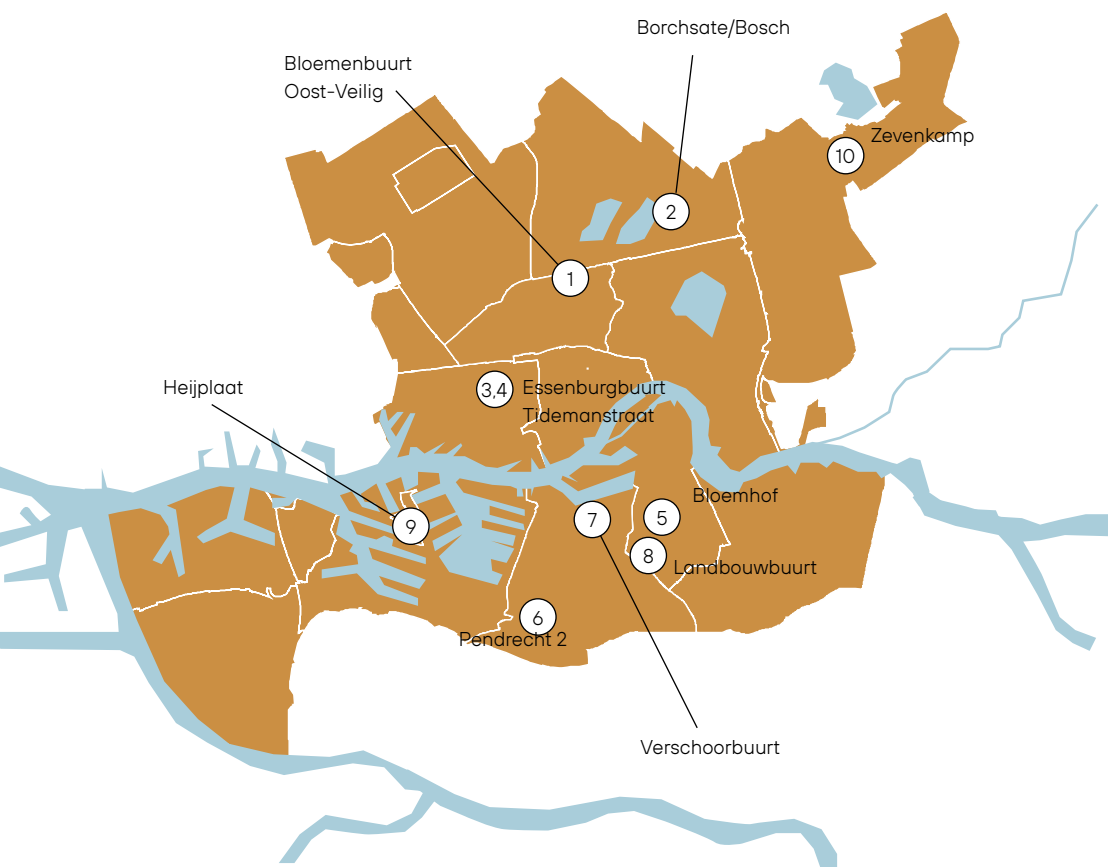 Borchsate/Bosch
Bloemenbuurt
Oost-Veilig
Zevenkamp
10
2
1
Heijplaat
3,4
Essenburgbuurt
Tidemanstraat
Bloemhof
5
7
9
8
Landbouwbuurt
6
Pendrecht 2
Verschoorbuurt